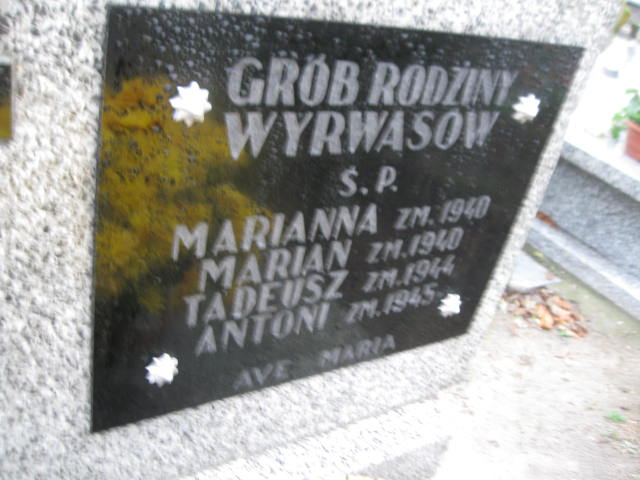 GRÓB RODZINY
WYRWASÓW
Ś.P.
MARIANNA ZM. 1940
MARIAN ZM. 1940
TADEUSZ ZM. 1944
ANTONI ZM. 1945
AVE MARIA